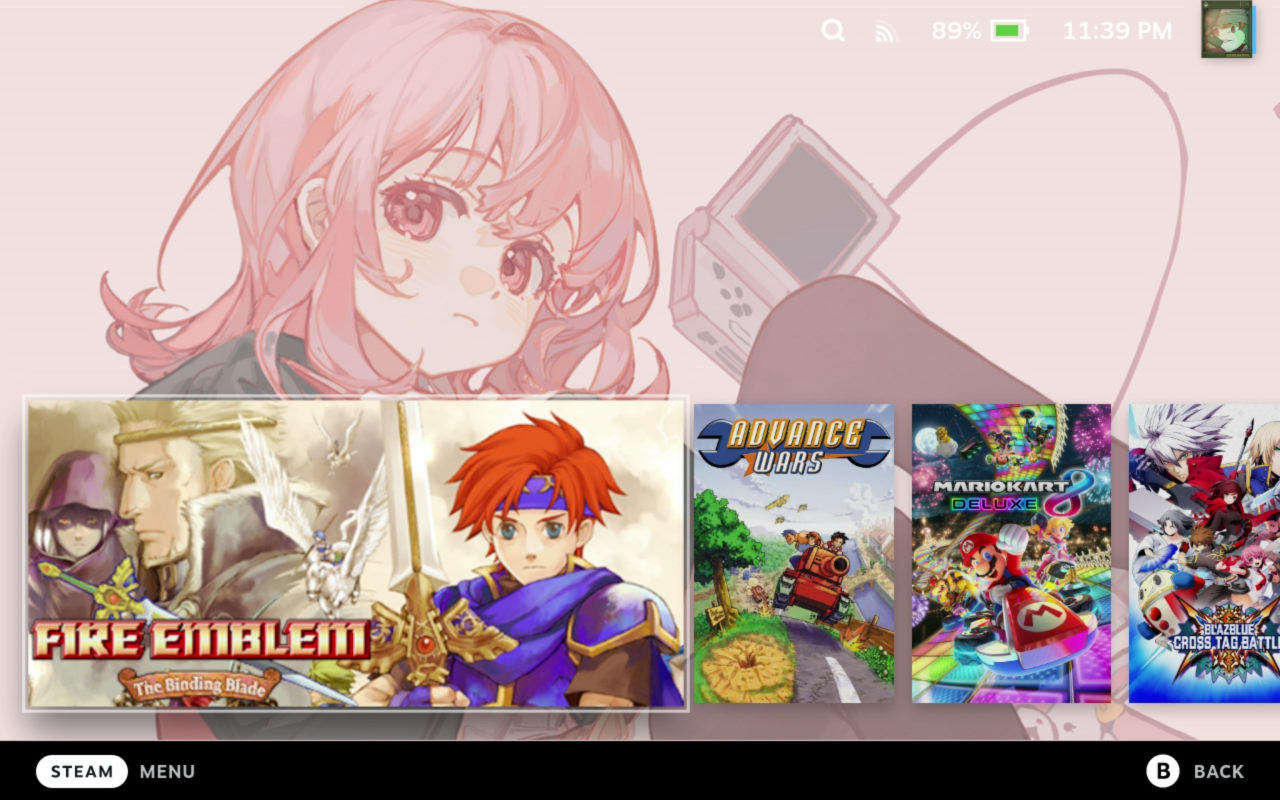 89%
11:39 PM
FIRE EMBLEM
The Binding Blade
ADVANCE
WARS
MARIOKART 8
DELUXE
BLAZBLUE
CROSS TAG BATTL
STEAM MENU
B BACK